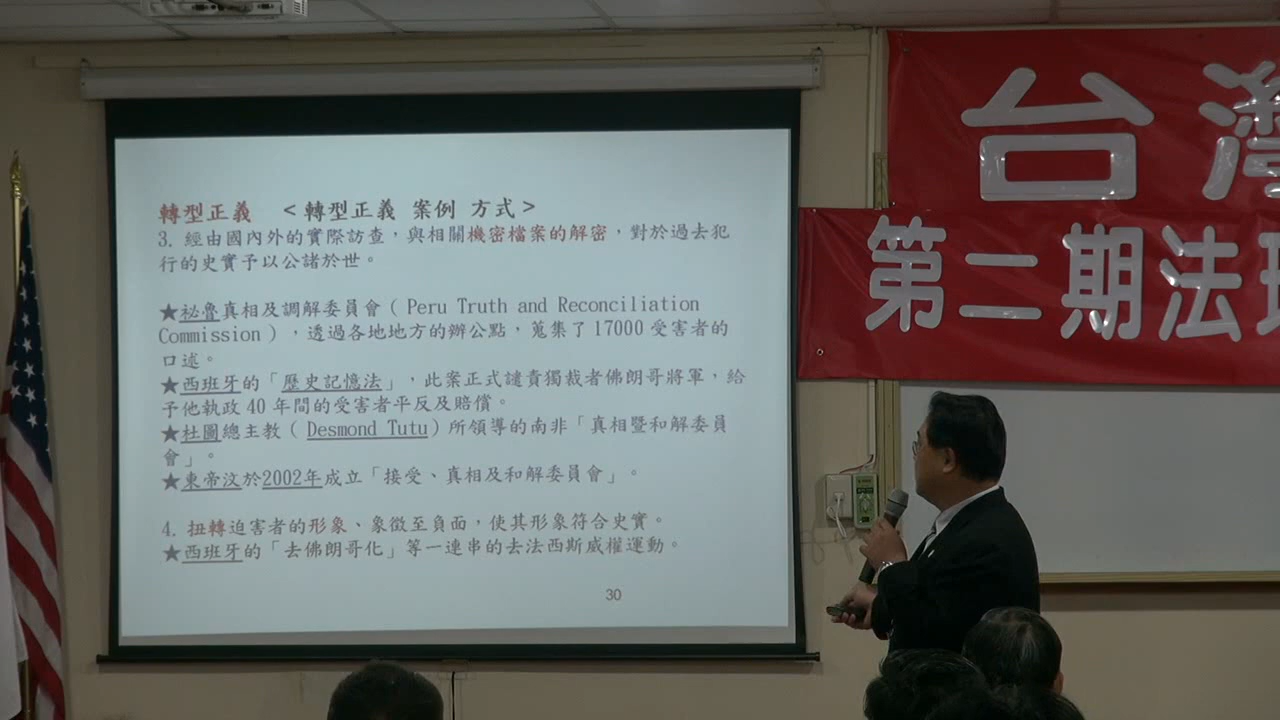 轉型正義 <轉型正義 案例 方式>
3. 經由國內外的實際訪查，與相關機密檔案的解密，對於過去犯
行的史實予以公諸於世。
★祕魯真相及調解委員會（Peru Truth and Reconciliation
Commission），透過各地地方的辦公點，蒐集了17000受害者的
口述。
★西班牙的「歷史記憶法」，此案正式譴責獨裁者佛朗哥將軍，給
予他執政40年間的受害者平反及賠償。
★杜圖總主教（Desmond Tutu）所領導的南非「真相暨和解委員
會」。
★東帝汶於2002年成立「接受、真相及和解委員會」。
4. 扭轉迫害者的形象、象徵至負面，使其形象符合史實。
★西班牙的「去佛朗哥化」等一連串的去法西斯威權運動。
30
台灣
第二期法理